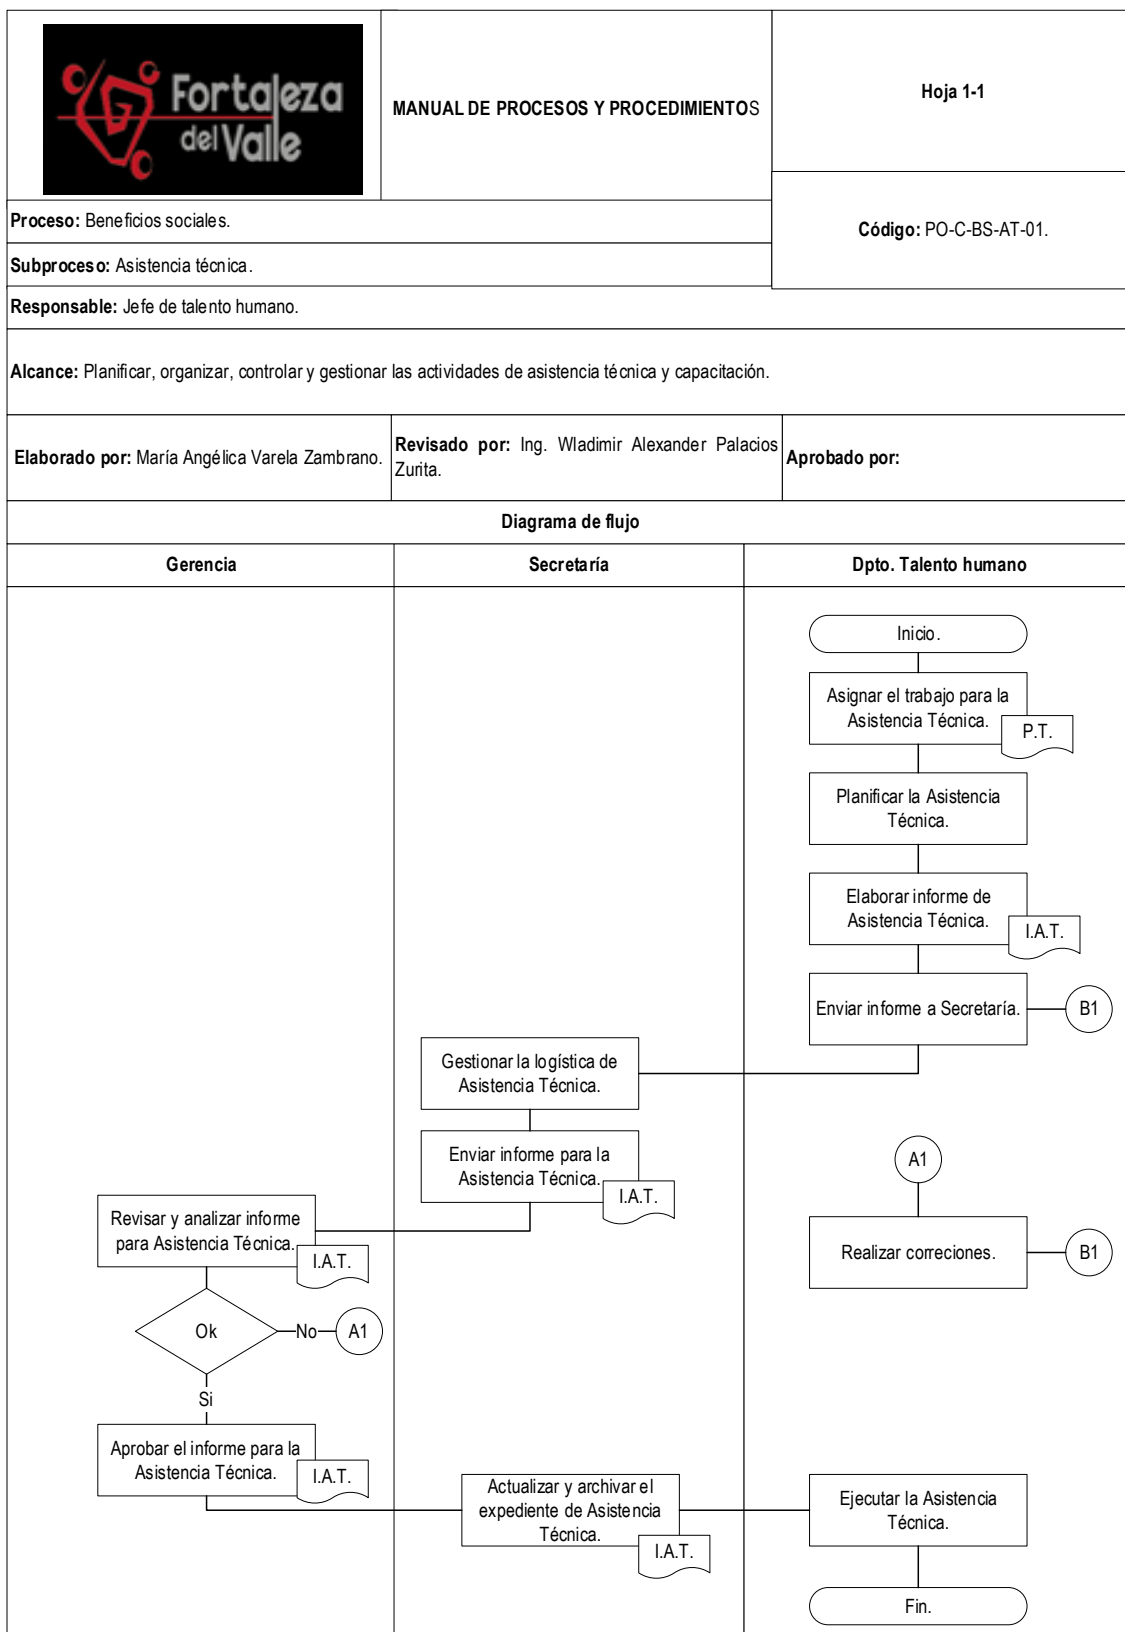 Fortaleza
del Valle
MANUAL DE PROCESOS Y PROCEDIMIENTOS
Hoja 1-1
Proceso: Beneficios sociales.
Código: PO-C-BS-AT-01.
Subproceso: Asistencia técnica.
Responsable: Jefe de talento humano.
Alcance: Planificar, organizar, controlar y gestionar las actividades de asistencia técnica y capacitación.
Elaborado por: María Angélica Varela Zambrano.
Revisado por: Ing. Wladimir Alexander Palacios
Zurita.
Aprobado por:
Diagrama de flujo
Gerencia
Secretaría
Dpto. Talento humano
Inicio.
Asignar el trabajo para la
Asistencia Técnica.
P.T.
Planificar la Asistencia
Técnica.
Elaborar informe de
Asistencia Técnica.
I.A.T.
Enviar informe a Secretaría.
B1
Gestionar la logística de
Asistencia Técnica.
Enviar informe para la
Asistencia Técnica.
I.A.T.
A1
Realizar correciones.
B1
Revisar y analizar informe
para Asistencia Técnica.
I.A.T.
Ok
No
A1
Si
Aprobar el informe para la
Asistencia Técnica.
I.A.T.
Actualizar y archivar el
expediente de Asistencia
Técnica.
I.A.T.
Ejecutar la Asistencia
Técnica.
Fin.